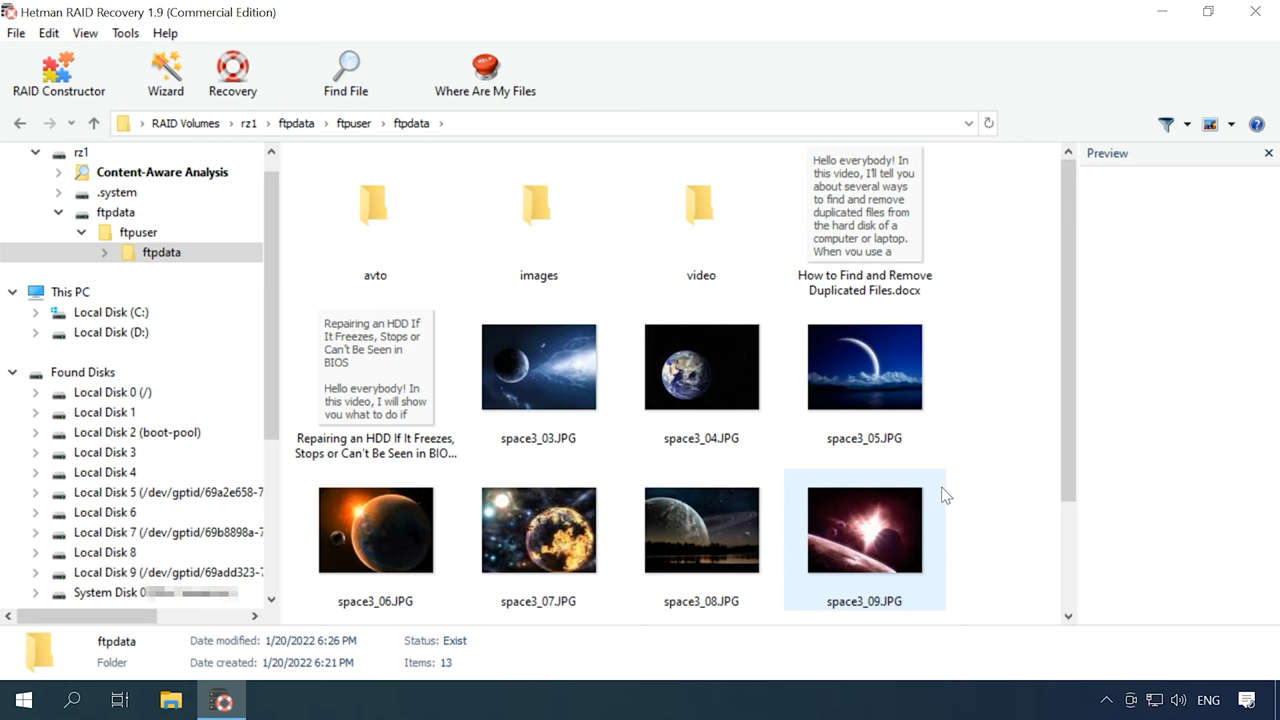 Hetman RAID Recovery 1.9 (Commercial Edition)
File Edit View Tools Help
RAID Constructor Wizard Recovery Find File Where Are My Files
RAID Volumes › rz1 › ftpdata › ftpuser › ftpdata ›
rz1
Content-Aware Analysis
.system
ftpdata
ftpuser
ftpdata
This PC
Local Disk (C:)
Local Disk (D:)
Found Disks
Local Disk 0 (/)
Local Disk 1
Local Disk 2 (boot-pool)
Local Disk 3
Local Disk 4
Local Disk 5 (/dev/gptid/69a2e658-7
Local Disk 6
Local Disk 7 (/dev/gptid/69b8898a-7
Local Disk 8
Local Disk 9 (/dev/gptid/69add323-7
System Disk 0
avto
images
video
Hello everybody! In
this video, I'll tell you
about several ways
to find and remove
duplicated files from
the hard disk of a
computer or laptop.
When you use a
How to Find and Remove
Duplicated Files.docx
Repairing an HDD If
It Freezes, Stops or
Can't Be Seen in
BIOS
Hello everybody! In
this video, I will show
you what to do if
Repairing an HDD If It Freezes,
Stops or Can't Be Seen in BIO...
space3_03.JPG
space3_04.JPG
space3_05.JPG
space3_06.JPG
space3_07.JPG
space3_08.JPG
space3_09.JPG
Preview
ftpdata
Folder
Date modified: 1/20/2022 6:26 PM
Date created: 1/20/2022 6:21 PM
Status: Exist
Items: 13
ENG